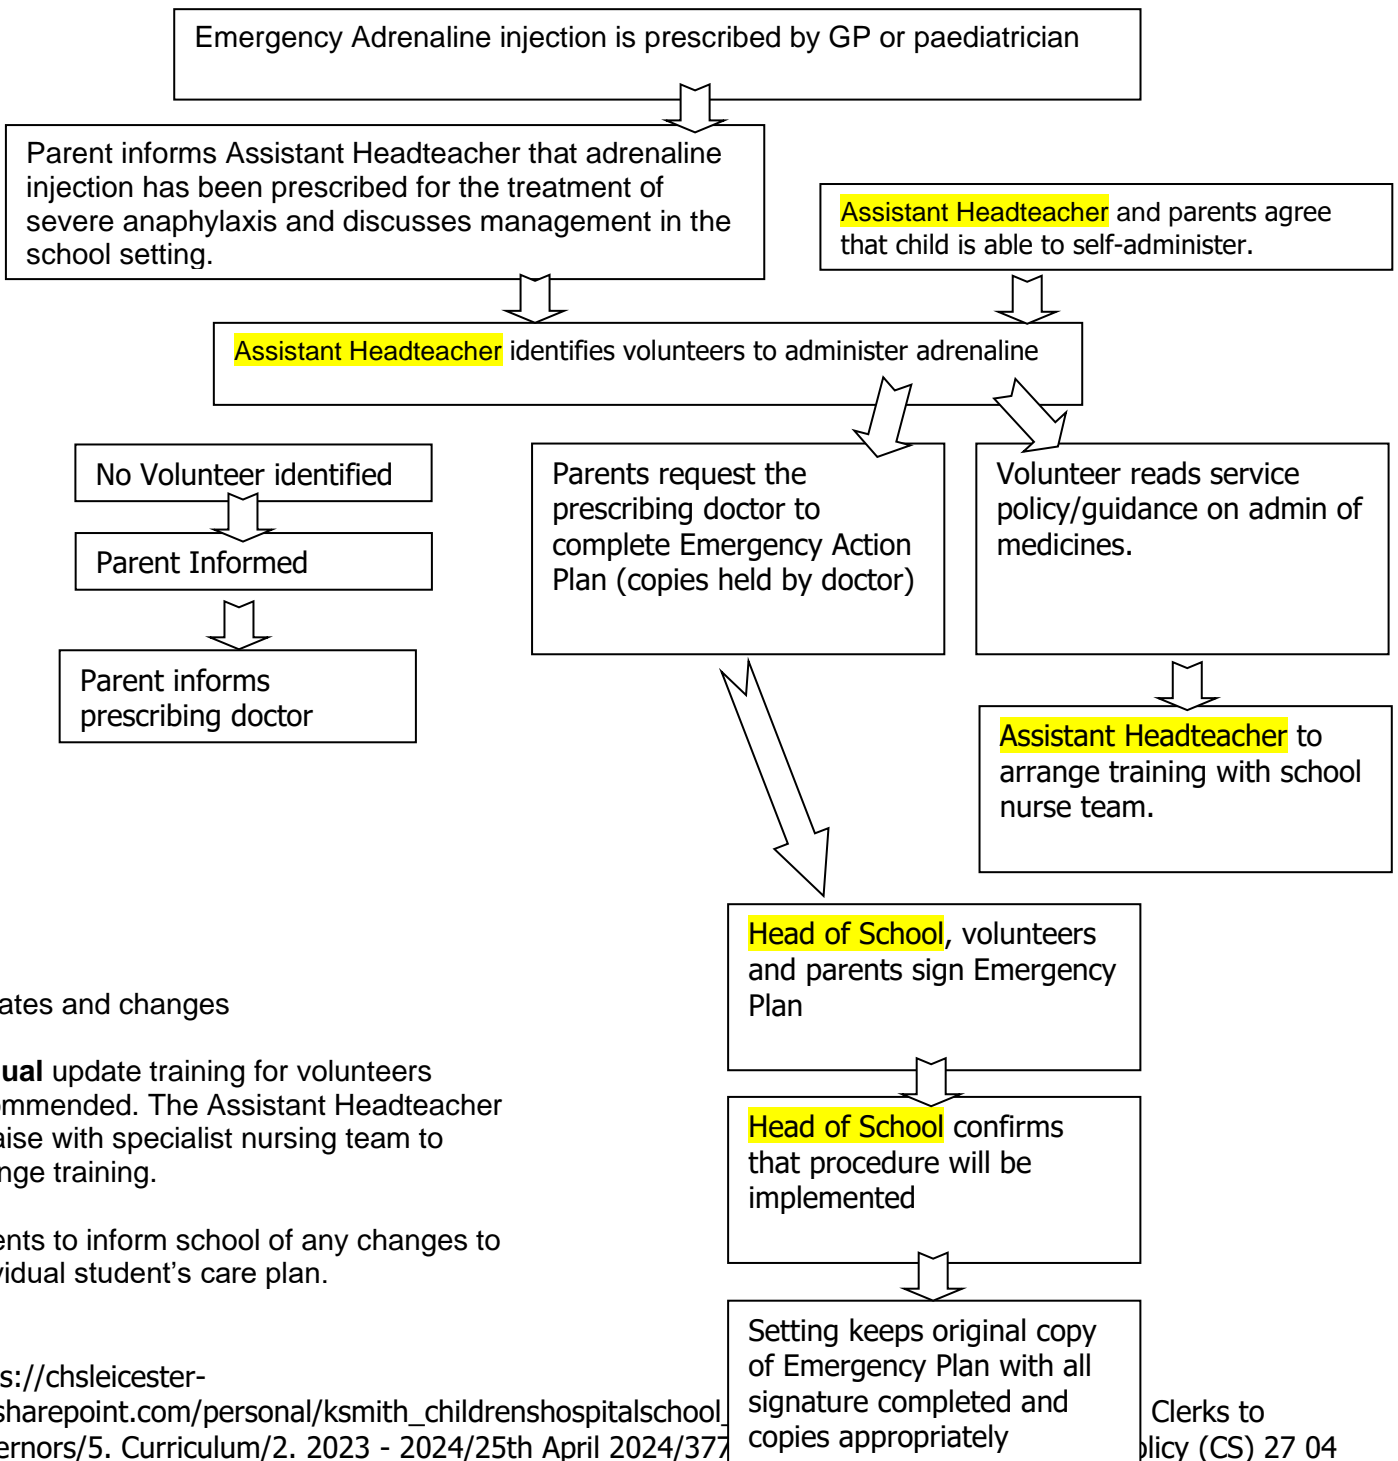 Emergency Adrenaline injection is prescribed by GP or paediatrician
Parent informs Assistant Headteacher that adrenaline
injection has been prescribed for the treatment of
severe anaphylaxis and discusses management in the
school setting.
Assistant Headteacher and parents agree
that child is able to self-administer.
Assistant Headteacher identifies volunteers to administer adrenaline
No Volunteer identified
Parent Informed
Parent informs
prescribing doctor
Parents request the
prescribing doctor to
complete Emergency Action
Plan (copies held by doctor)
Volunteer reads service
policy/guidance on admin of
medicines.
Assistant Headteacher to
arrange training with school
nurse team.
Head of School, volunteers
and parents sign Emergency
Plan
Head of School confirms
that procedure will be
implemented
Setting keeps original copy
of Emergency Plan with all
signature completed and
copies appropriately
ates and changes
ual update training for volunteers
ommended. The Assistant Headteacher
aise with specialist nursing team to
nge training.
ents to inform school of any changes to
vidual student's care plan.
s://chsleicester-
sharepoint.com/personal/ksmith_childrenshospitalschool_ Clerks to
ernors/5. Curriculum/2. 2023 - 2024/25th April 2024/377 olicy (CS) 27 04